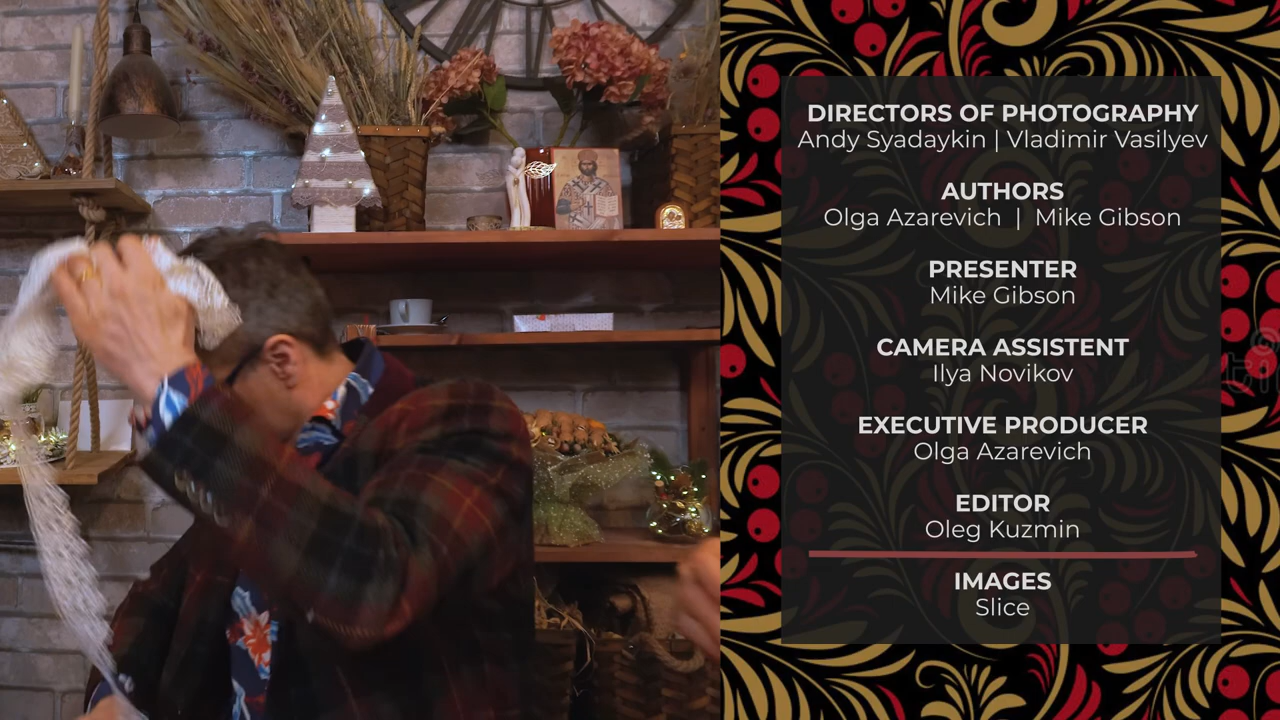 DIRECTORS OF PHOTOGRAPHY
Andy Syadaykin | Vladimir Vasilyev
AUTHORS
Olga Azarevich | Mike Gibson
PRESENTER
Mike Gibson
CAMERA ASSISTENT
Ilya Novikov
EXECUTIVE PRODUCER
Olga Azarevich
EDITOR
Oleg Kuzmin
IMAGES
Slice